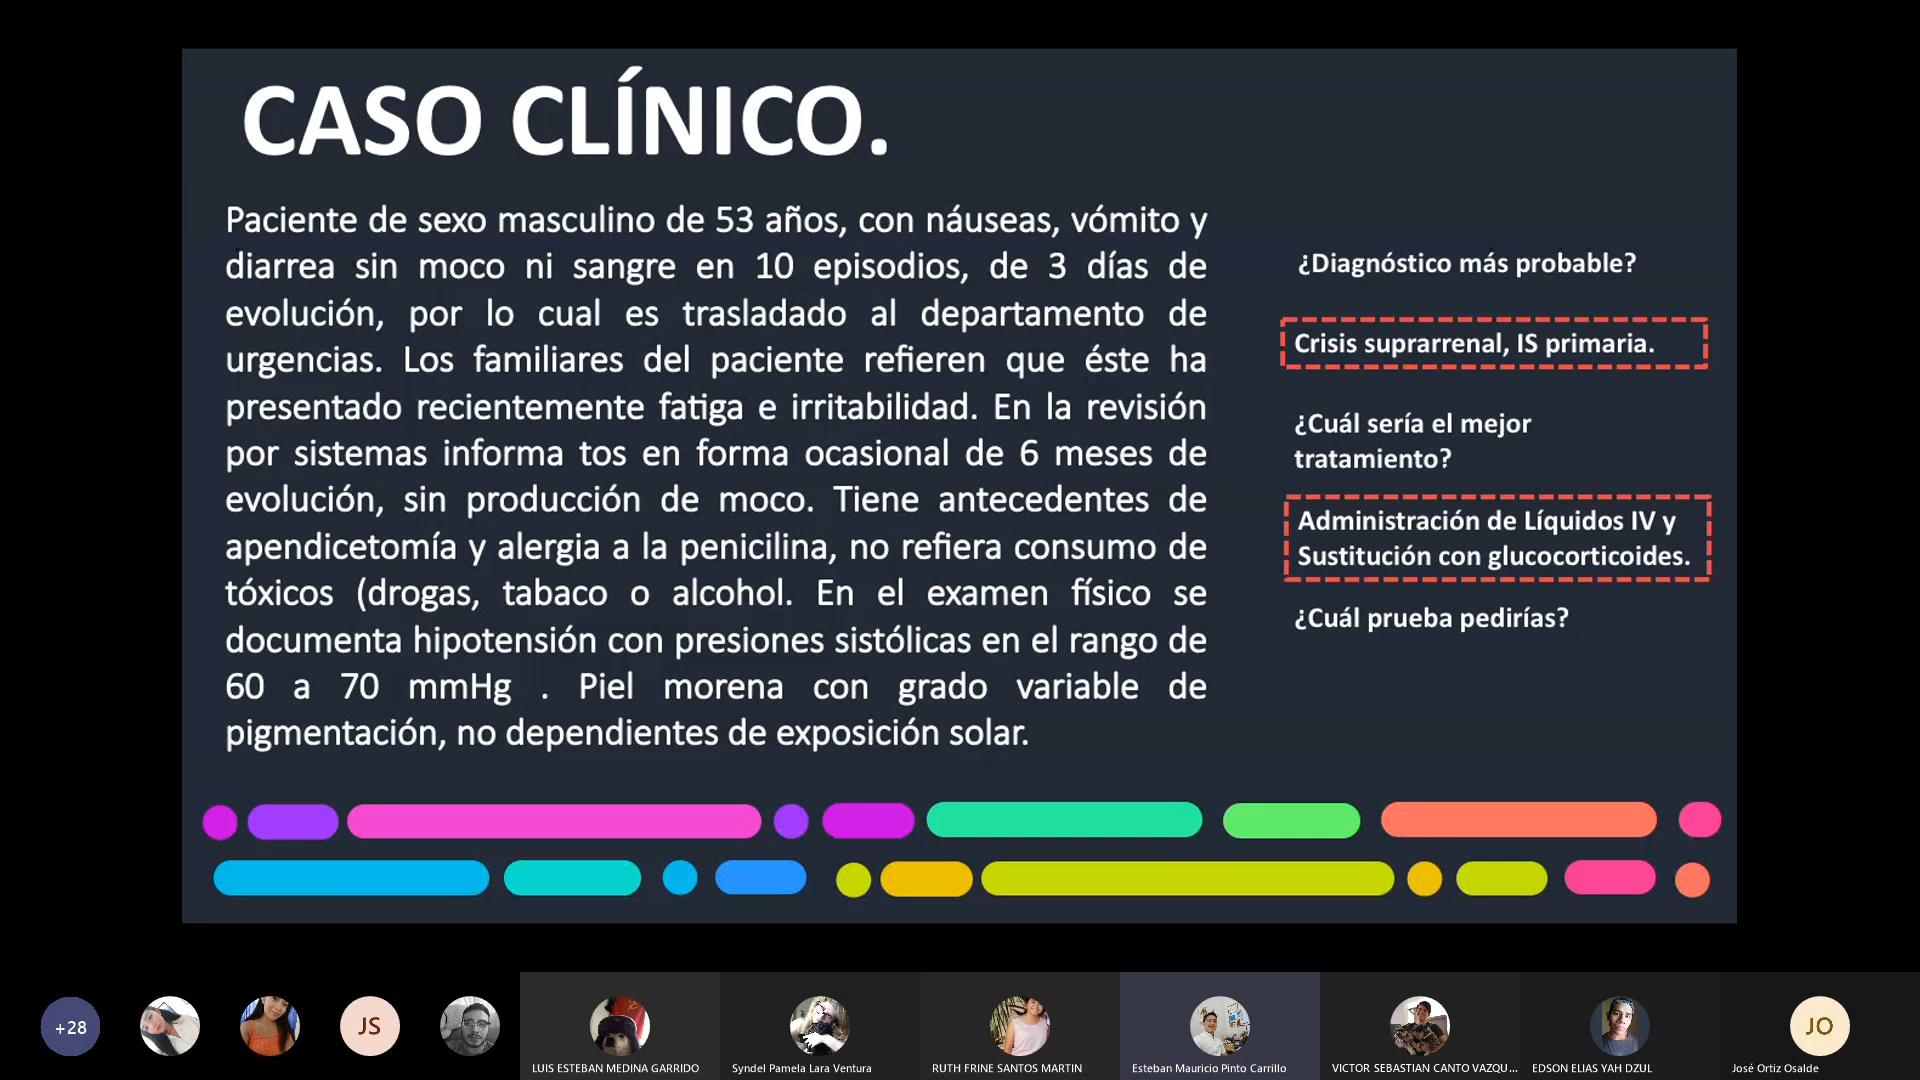 CASO CLÍNICO.
Paciente de sexo masculino de 53 años, con náuseas, vómito y
diarrea sin moco ni sangre en 10 episodios, de 3 días de
evolución, por lo cual es trasladado al departamento de
urgencias. Los familiares del paciente refieren que éste ha
presentado recientemente fatiga e irritabilidad. En la revisión
por sistemas informa tos en forma ocasional de 6 meses de
evolución, sin producción de moco. Tiene antecedentes de
apendicetomía y alergia a la penicilina, no refiera consumo de
tóxicos (drogas, tabaco o alcohol. En el examen físico se
documenta hipotensión con presiones sistólicas en el rango de
60 a 70 mmHg . Piel morena con grado variable de
pigmentación, no dependientes de exposición solar.
¿Diagnóstico más probable?
Crisis suprarrenal, IS primaria.
¿Cuál sería el mejor
tratamiento?
Administración de Líquidos IV y
Sustitución con glucocorticoides.
¿Cuál prueba pedirías?
+28
JS
LUIS ESTEBAN MEDINA GARRIDO
Syndel Pamela Lara Ventura
RUTH FRINE SANTOS MARTIN
Esteban Mauricio Pinto Carrillo
VICTOR SEBASTIAN CANTO VAZQU...
EDSON ELIAS YAH DZUL
JO
José Ortiz Osalde